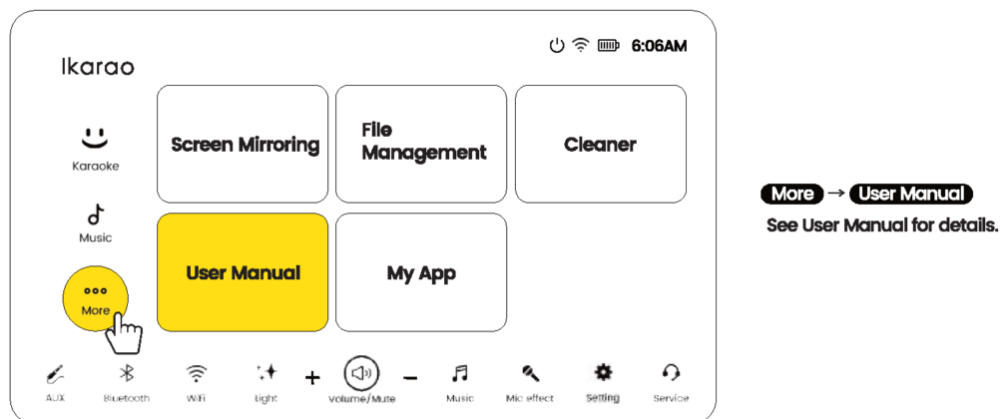 6:06AM
Ikarao
Karaoke
Music
More
Screen Mirroring
File
Management
Cleaner
User Manual
My App
AUX
Bluetooth
WiFi
Light
+
Volume/Mute
–
Music
Mic effect
Setting
Service
More → User Manual
See User Manual for details.